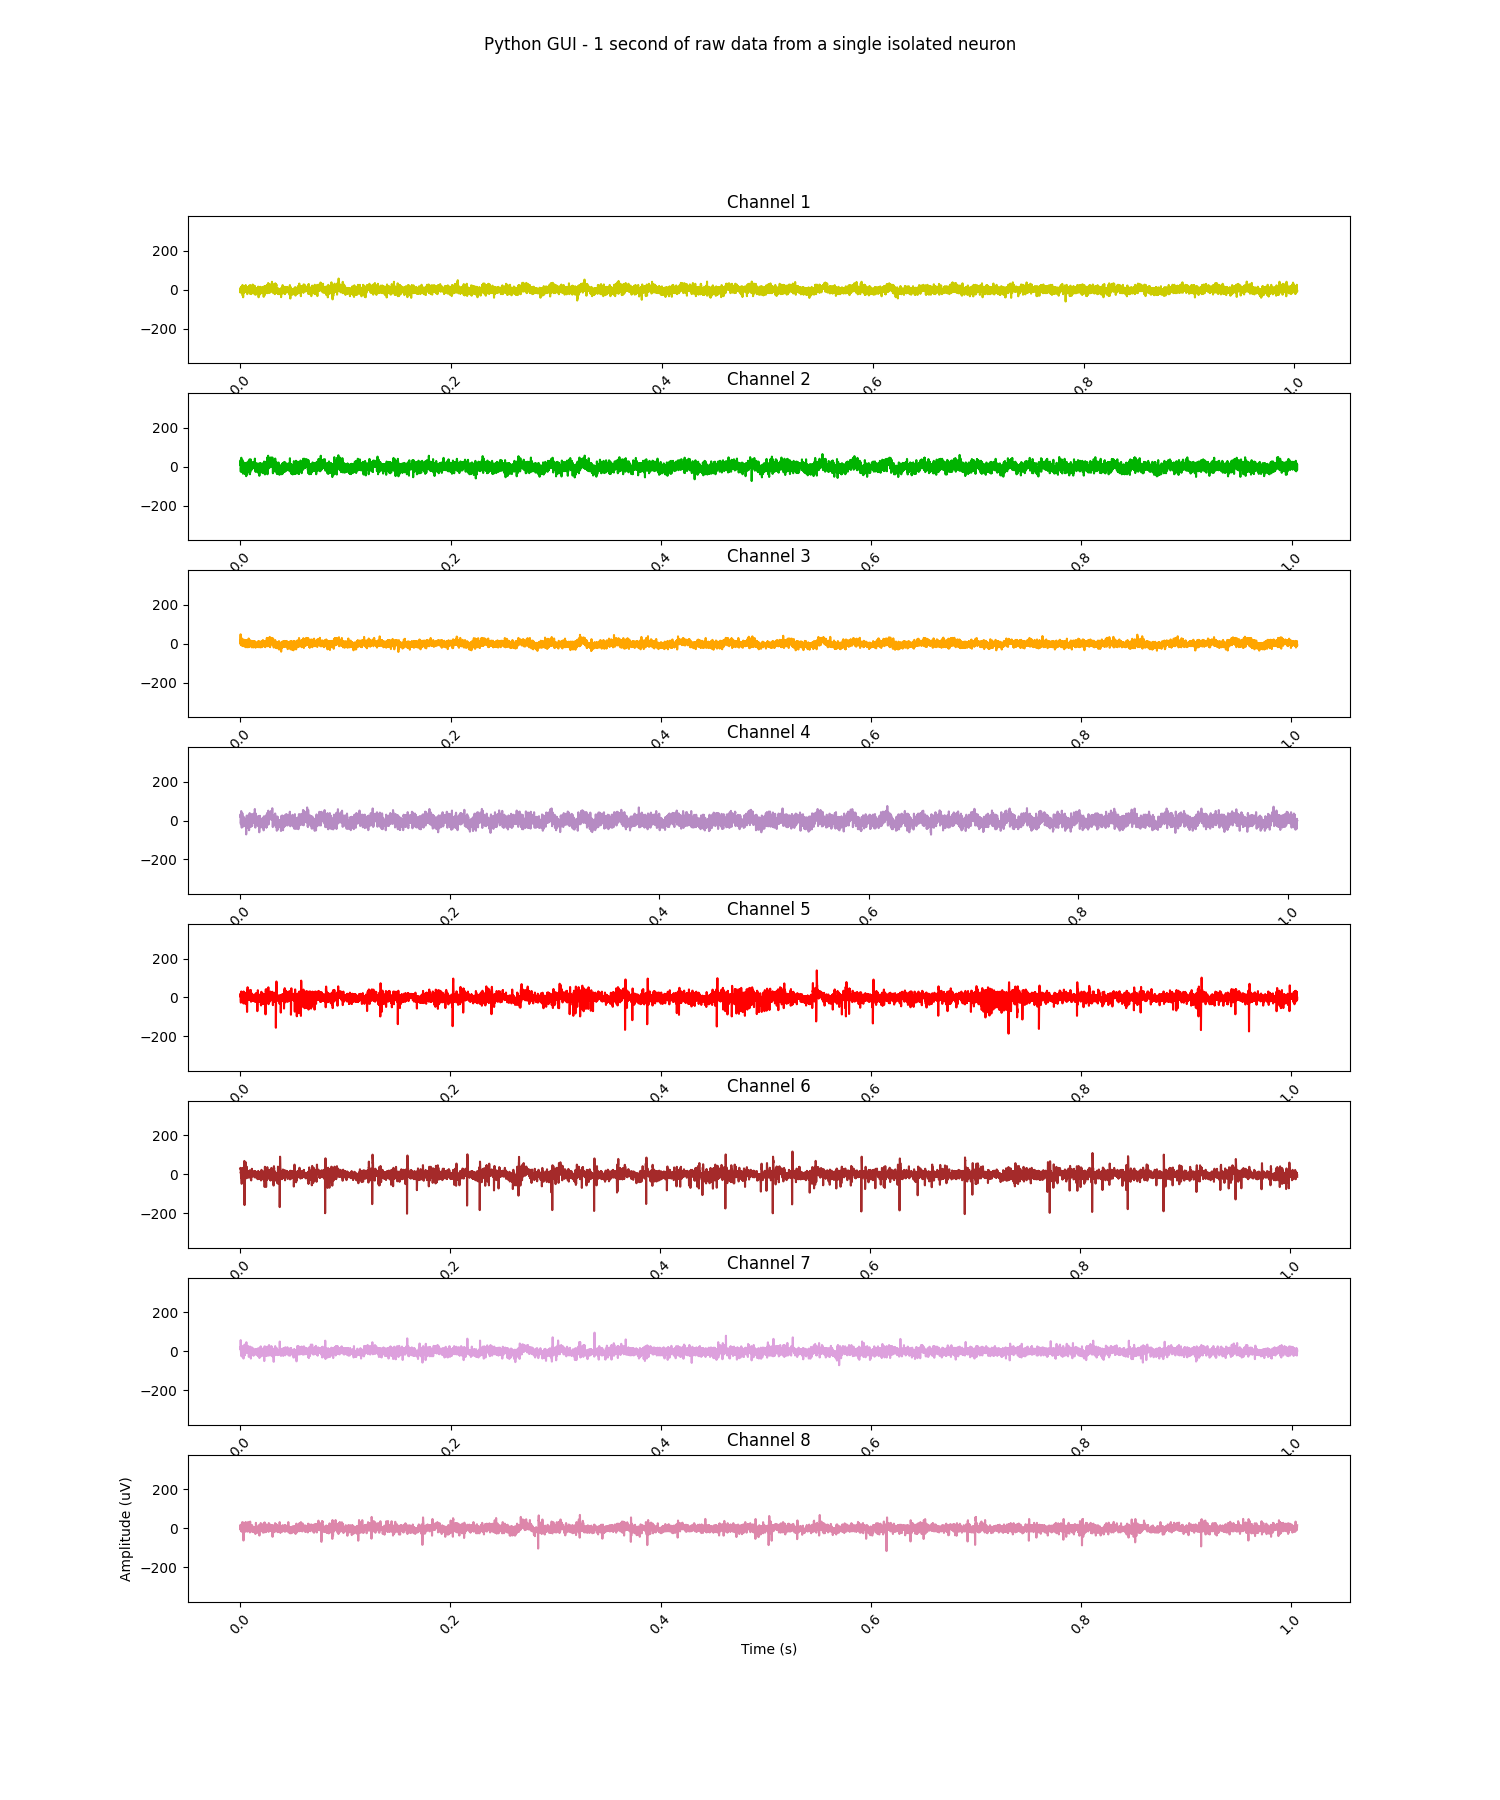 Python GUI - 1 second of raw data from a single isolated neuron
Channel 1
200
0
−200
0.0 0.2 0.4 0.6 0.8 1.0
Channel 2
200
0
−200
0.0 0.2 0.4 0.6 0.8 1.0
Channel 3
200
0
−200
0.0 0.2 0.4 0.6 0.8 1.0
Channel 4
200
0
−200
0.0 0.2 0.4 0.6 0.8 1.0
Channel 5
200
0
−200
0.0 0.2 0.4 0.6 0.8 1.0
Channel 6
200
0
−200
0.0 0.2 0.4 0.6 0.8 1.0
Channel 7
200
0
−200
0.0 0.2 0.4 0.6 0.8 1.0
Channel 8
Amplitude (uV)
200
0
−200
0.0 0.2 0.4 0.6 0.8 1.0
Time (s)